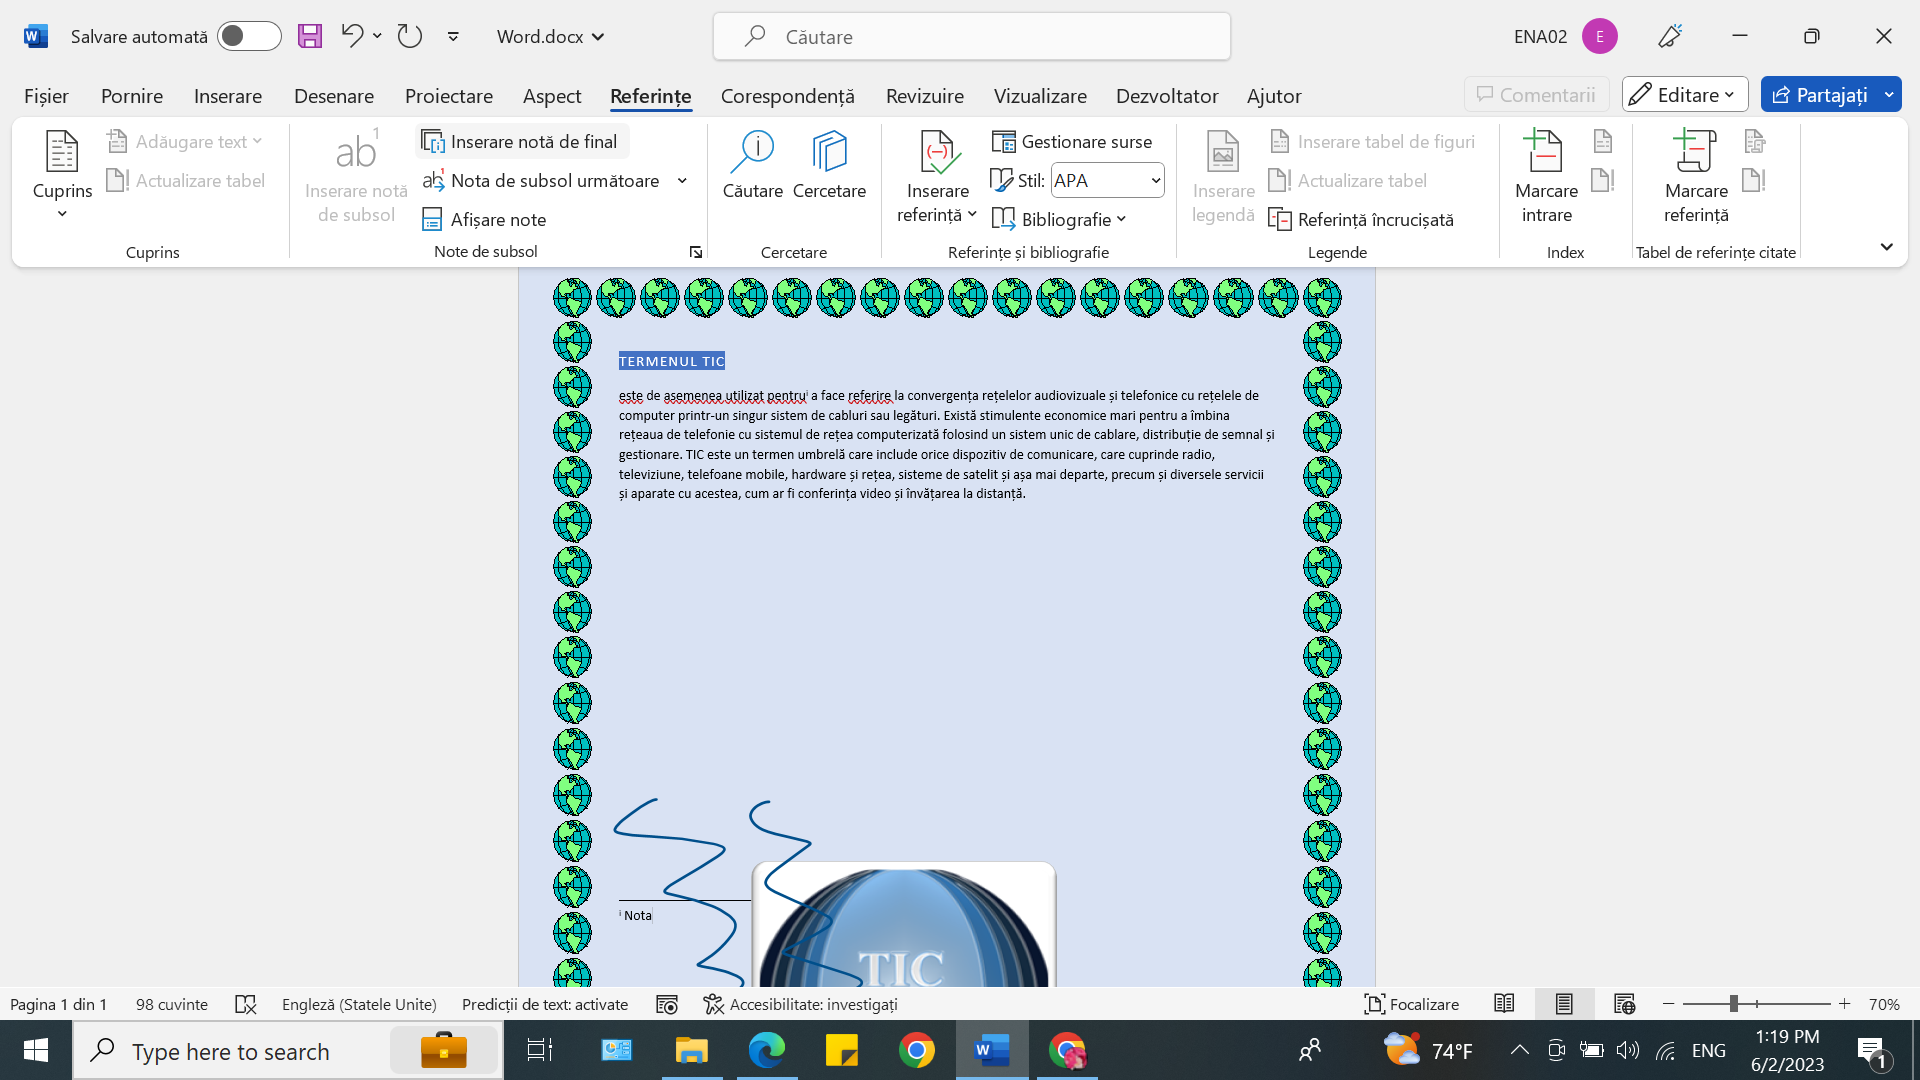 Salvare automată
Word.docx
Căutare
ENA02
E
Fișier Pornire Inserare Desenare Proiectare Aspect Referințe Corespondență Revizuire Vizualizare Dezvoltator Ajutor
Comentarii
Editare
Partajați
Cuprins
Adăugare text
Actualizare tabel
Cuprins
ab1
Inserare notă
de subsol
Inserare notă de final
Nota de subsol următoare
Afișare note
Note de subsol
Căutare
Cercetare
Cercetare
Inserare
referință
Gestionare surse
Stil: APA
Bibliografie
Referințe și bibliografie
Inserare
legendă
Inserare tabel de figuri
Actualizare tabel
Referință încrucișată
Legende
Marcare
intrare
Index
Marcare
referință
Tabel de referințe citate
TERMENUL TIC
este de asemenea utilizat pentruⁱ a face referire la convergența rețelelor audiovizuale și telefonice cu rețelele de
computer printr-un singur sistem de cabluri sau legături. Există stimulente economice mari pentru a îmbina
rețeaua de telefonie cu sistemul de rețea computerizată folosind un sistem unic de cablare, distribuție de semnal și
gestionare. TIC este un termen umbrelă care include orice dispozitiv de comunicare, care cuprinde radio,
televiziune, telefoane mobile, hardware și rețea, sisteme de satelit și așa mai departe, precum și diversele servicii
și aparate cu acestea, cum ar fi conferința video și învățarea la distanță.
ⁱ Nota
TIC
Pagina 1 din 1
98 cuvinte
Engleză (Statele Unite)
Predicții de text: activate
Accesibilitate: investigați
Focalizare
70%
Type here to search
74°F
ENG
1:19 PM
6/2/2023
1